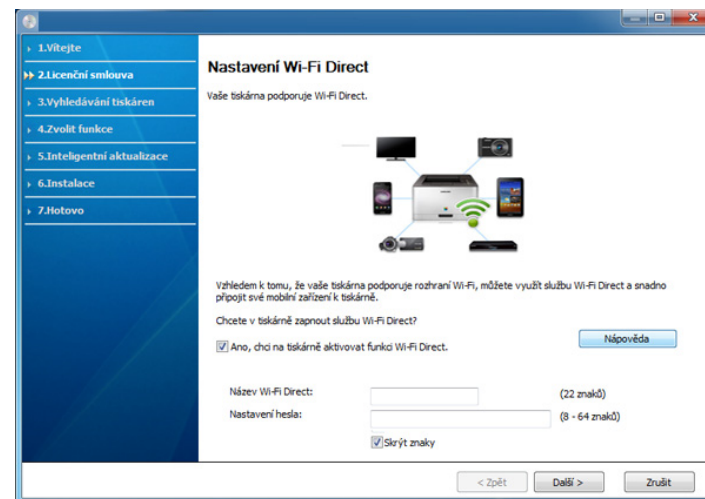 1.Vítejte
2.Licenční smlouva
3.Vyhledávání tiskáren
4.Zvolit funkce
5.Inteligentní aktualizace
6.Instalace
7.Hotovo
Nastavení Wi-Fi Direct
Vaše tiskárna podporuje Wi-Fi Direct.
Vzhledem k tomu, že vaše tiskárna podporuje rozhraní Wi-Fi, můžete využít službu Wi-Fi Direct a snadno
připojit své mobilní zařízení k tiskárně.
Chcete v tiskárně zapnout službu Wi-Fi Direct?
Nápověda
Ano, chci na tiskárně aktivovat funkci Wi-Fi Direct.
Název Wi-Fi Direct: (22 znaků)
Nastavení hesla: (8 - 64 znaků)
Skrýt znaky
< Zpět Další > Zrušit